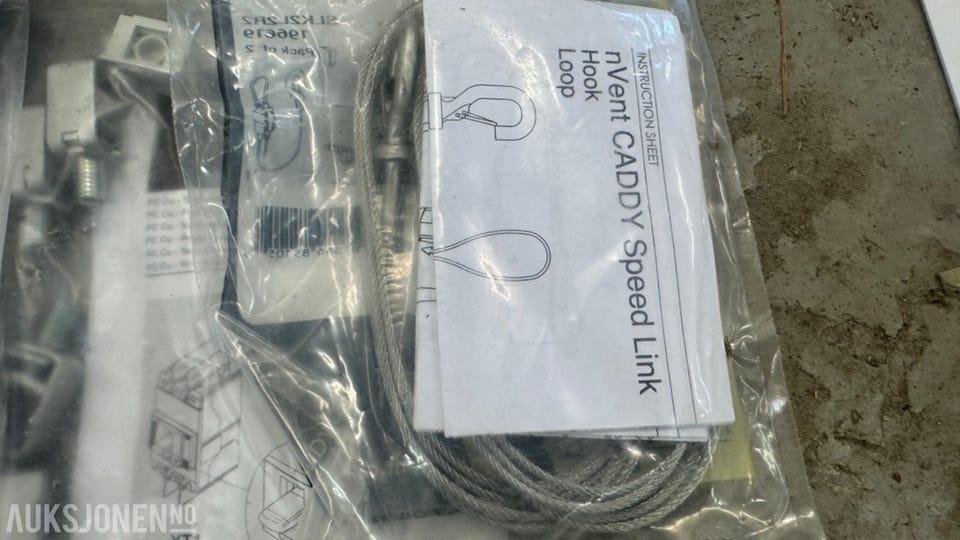 SLK2L2R2
196619
Pack of 2
INSTRUCTION SHEET
nVent CADDY Speed Link
Hook
Loop
AUKSJONEN NO